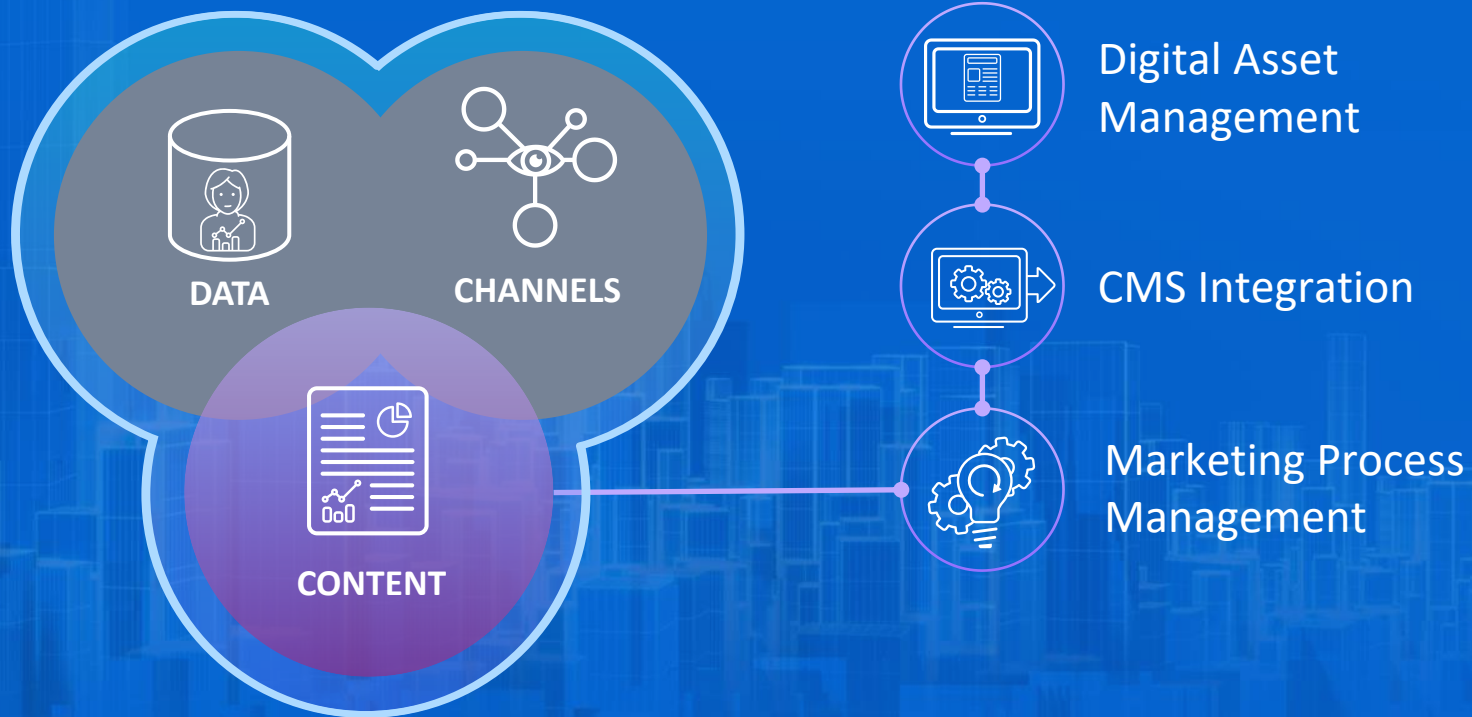 DATA
CHANNELS
CONTENT
Digital Asset
Management
CMS Integration
Marketing Process
Management